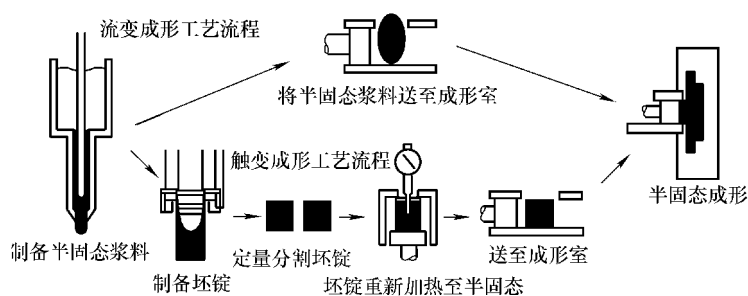 流变成形工艺流程
将半固态浆料送至成形室
触变成形工艺流程
半固态成形
制备半固态浆料
制备坯锭
定量分割坯锭
坯锭重新加热至半固态
送至成形室